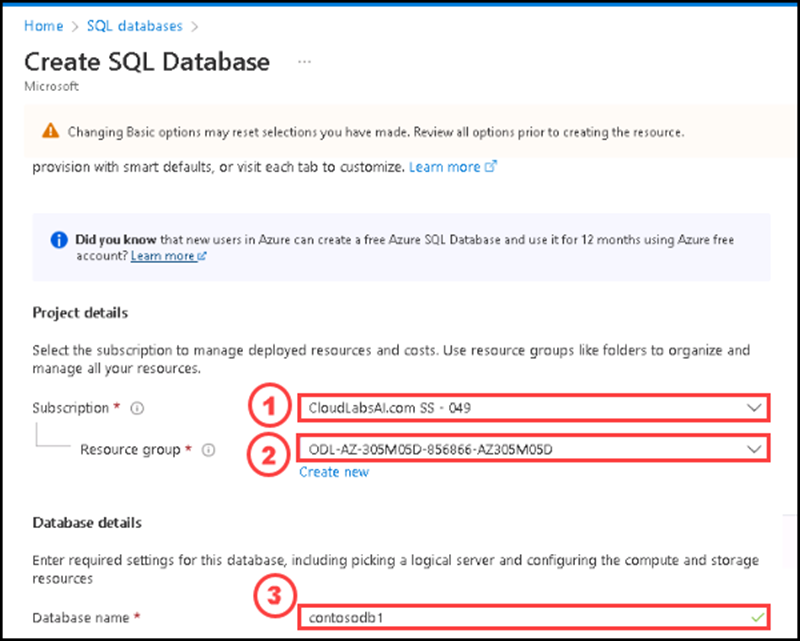 Home > SQL databases >
Create SQL Database ...
Microsoft
Changing Basic options may reset selections you have made. Review all options prior to creating the resource.
provision with smart defaults, or visit each tab to customize. Learn more
Did you know that new users in Azure can create a free Azure SQL Database and use it for 12 months using Azure free
account? Learn more
Project details
Select the subscription to manage deployed resources and costs. Use resource groups like folders to organize and
manage all your resources.
Subscription * 1 CloudLabsAI.com SS - 049
Resource group * 2 ODL-AZ-305M05D-856866-AZ305M05D
Create new
Database details
Enter required settings for this database, including picking a logical server and configuring the compute and storage
resources
3
Database name * contosodb1